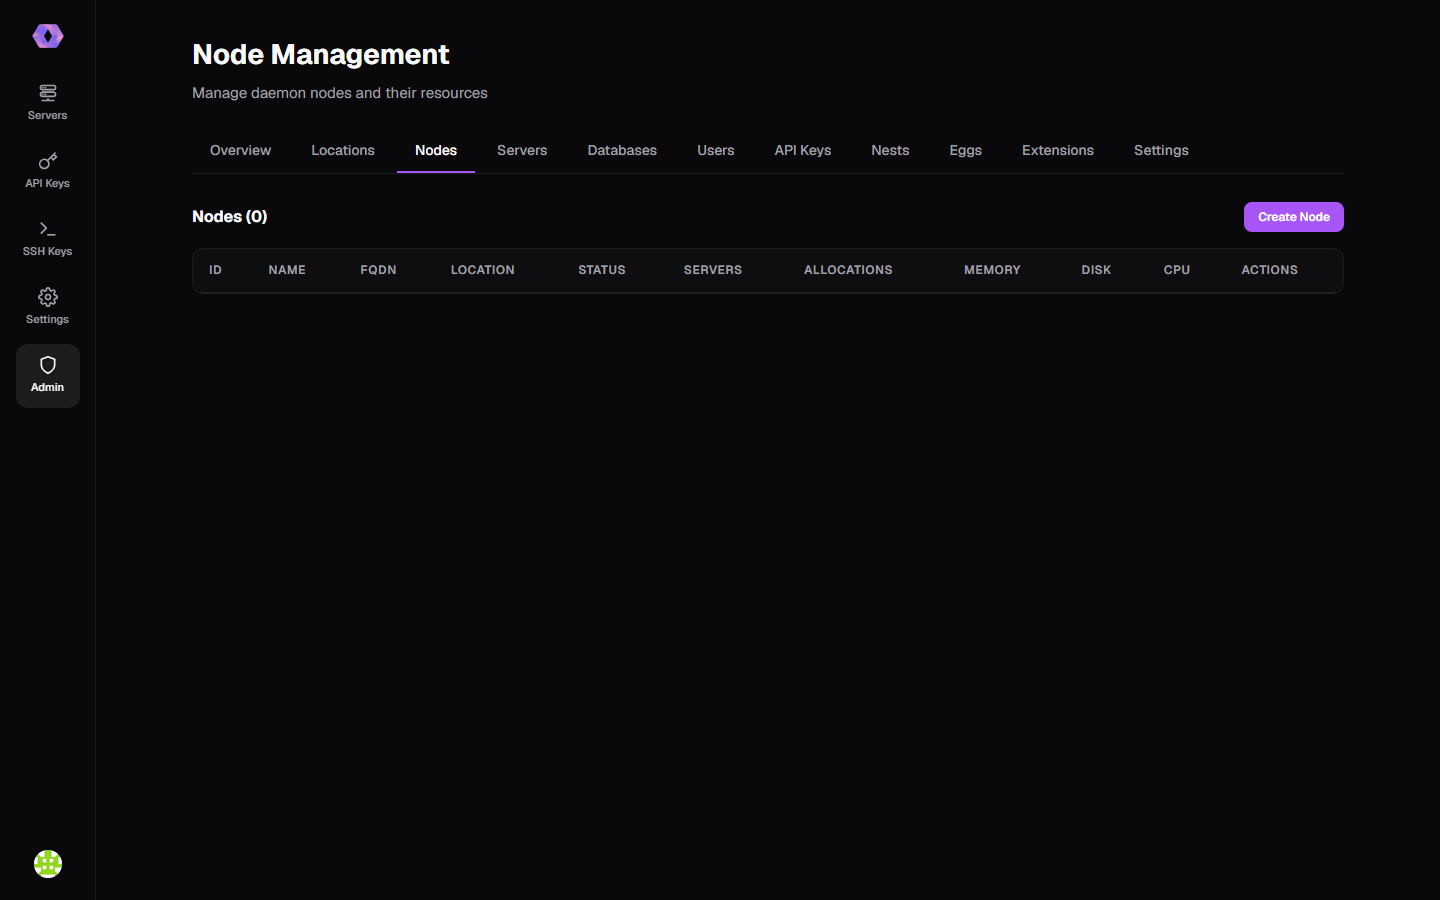 Node Management
Manage daemon nodes and their resources
Servers
API Keys
SSH Keys
Settings
Admin
Overview Locations Nodes Servers Databases Users API Keys Nests Eggs Extensions Settings
Nodes (0) Create Node
ID NAME FQDN LOCATION STATUS SERVERS ALLOCATIONS MEMORY DISK CPU ACTIONS